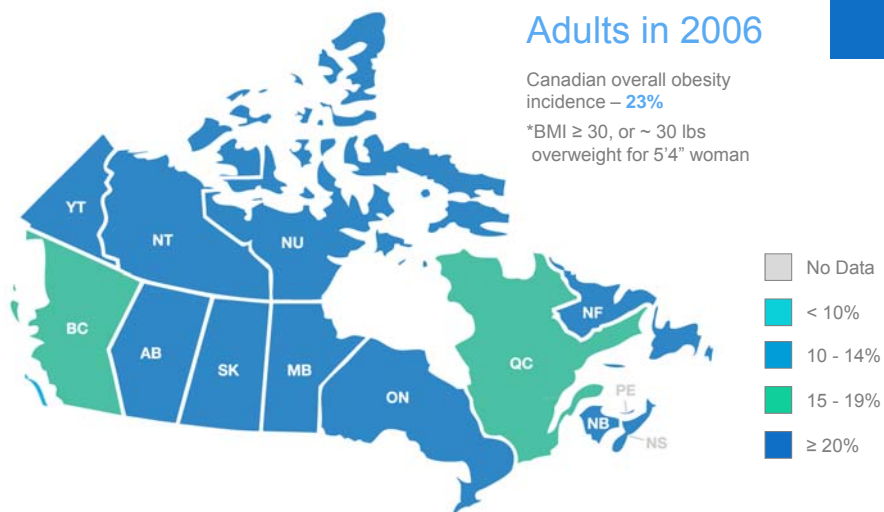 Adults in 2006
Canadian overall obesity
incidence – 23%
*BMI ≥ 30, or ~ 30 lbs
overweight for 5’4” woman
YT
NT
NU
BC
AB
SK
MB
ON
QC
NF
PE
NB
NS
No Data
< 10%
10 - 14%
15 - 19%
≥ 20%